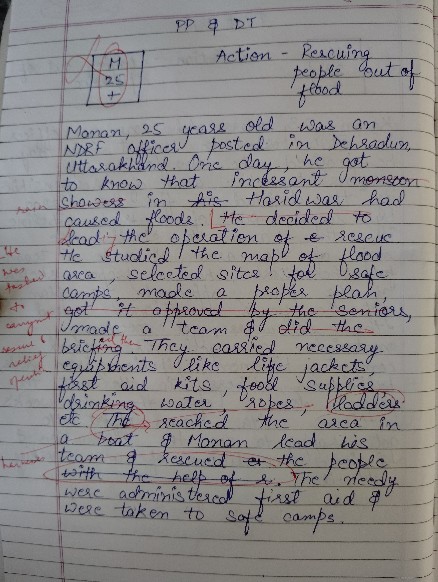 PP & DT
M
25
+
Action - Rescuing
people out of
flood
Manan, 25 years old was an
NDRF officer posted in Dehradun,
Uttarakhand. One day, he got
to know that incessant monsoon
showers in his Haridwar had
rain
caused floods. He decided to
lead the operation of rescue
He
He studied the map of flood
was
area, selected sites for safe
tasked
camps, made a proper plan,
to
got it approved by the seniors,
made a team & did the
rescue &
briefing. They carried necessary
relief
equipments like life jackets,
first aid kits, food supplies
drinking water, ropes, ladders
etc The reached the area in
a boat & Manan lead his
team & rescued the people
with the help of r. The needy
were administered first aid &
were taken to safe camps.